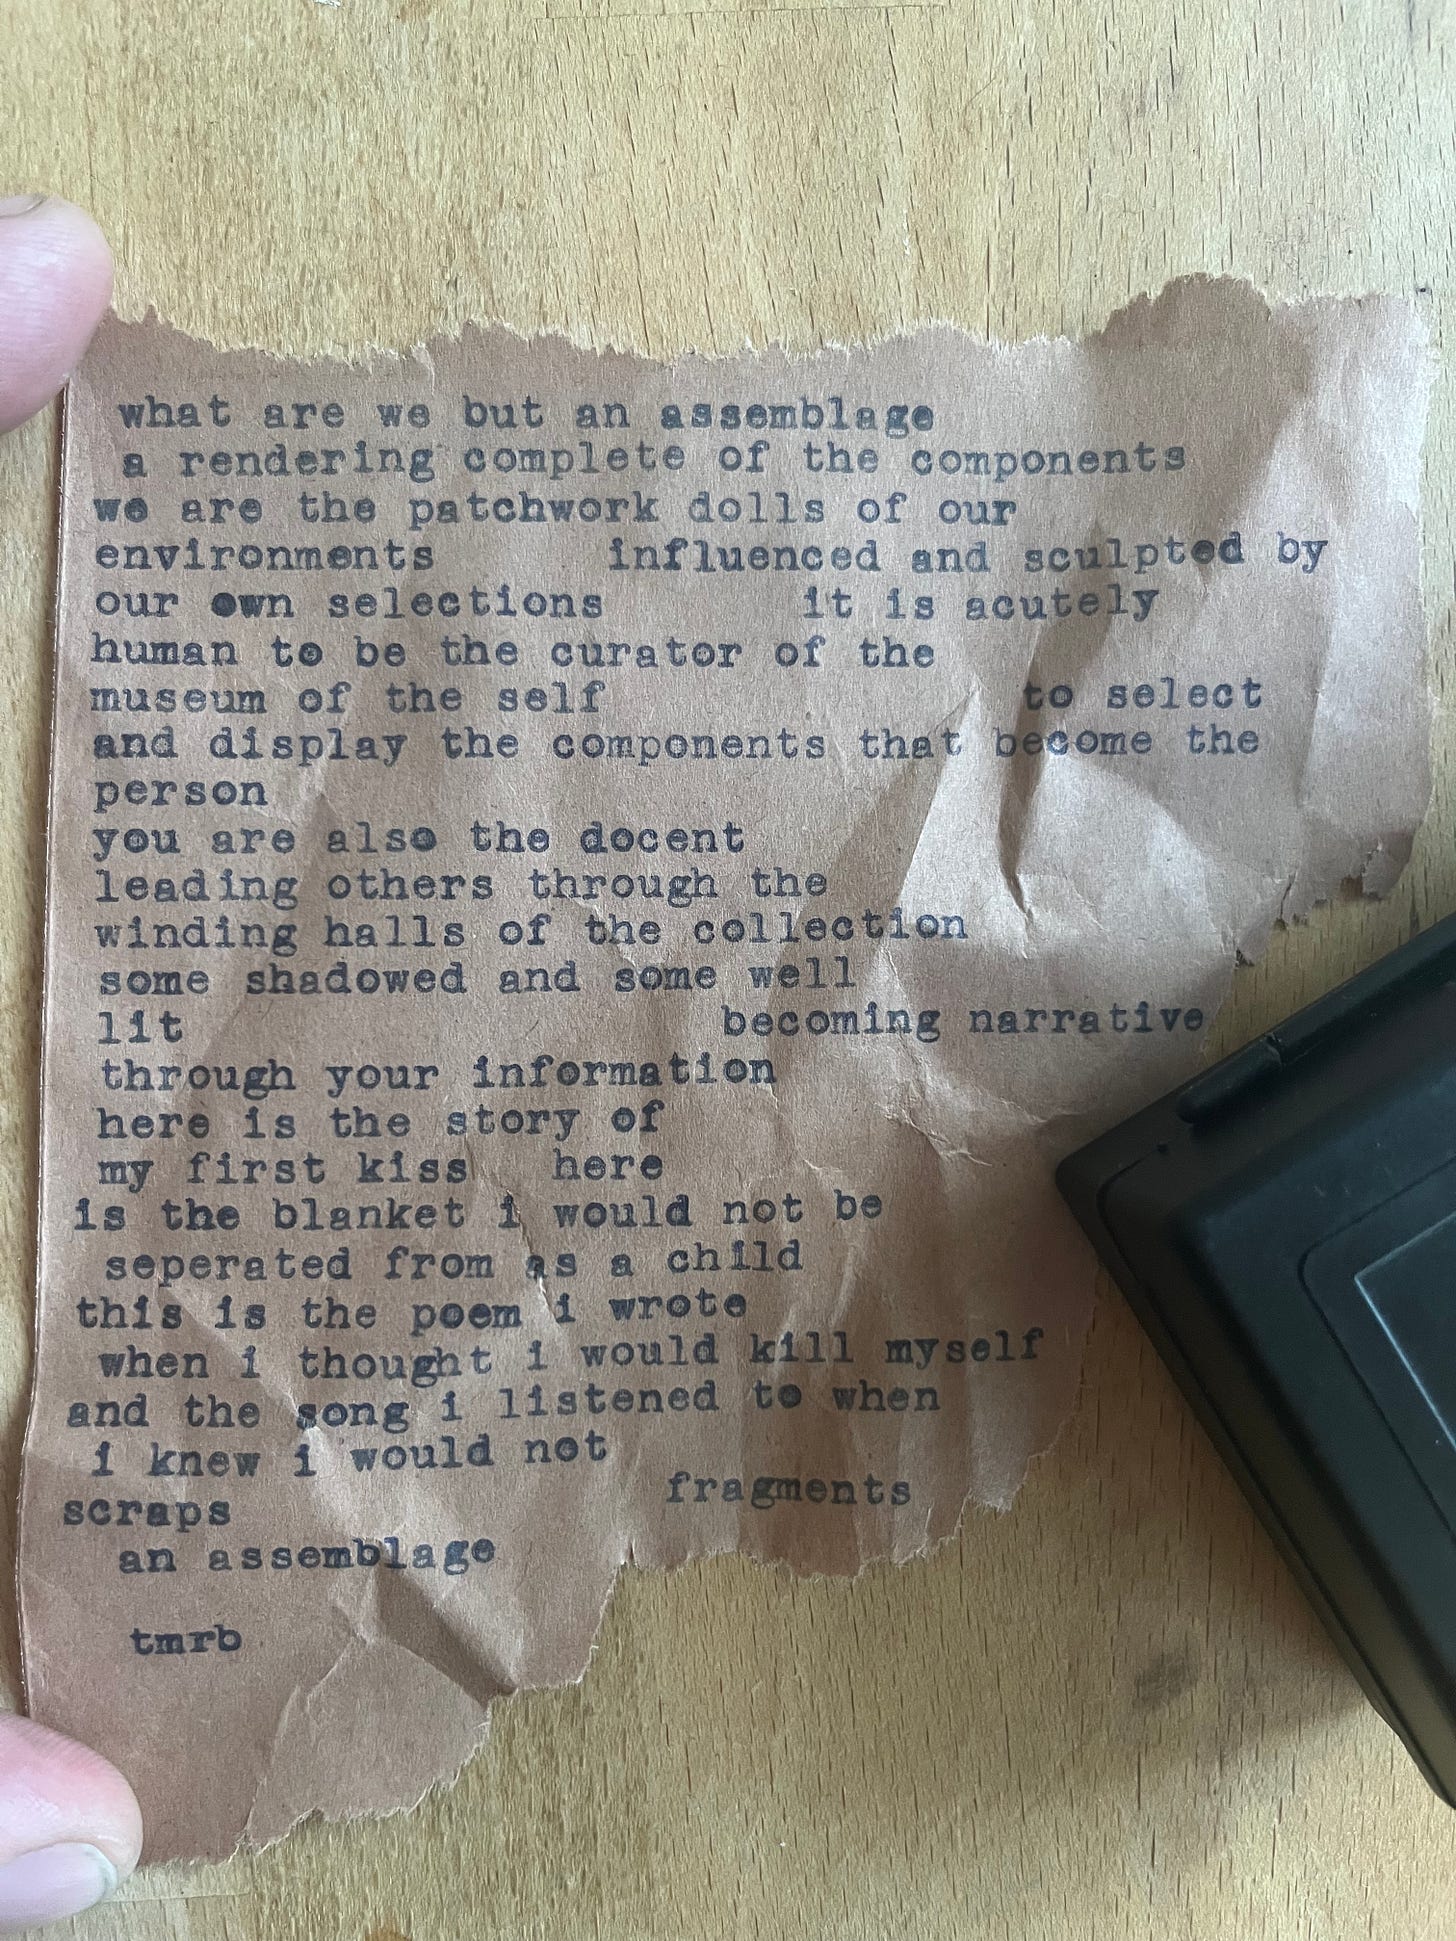 what are we but an assemblage
a rendering complete of the components
we are the patchwork dolls of our
environments      influenced and sculpted by
our own selections       it is acutely
human to be the curator of the
museum of the self               to select
and display the components that become the
person
you are also the docent
leading others through the
winding halls of the collection
some shadowed and some well
lit                   becoming narrative
through your information
here is the story of
my first kiss   here
is the blanket i would not be
seperated from as a child
this is the poem i wrote
when i thought i would kill myself
and the song i listened to when
i knew i would not
fragments
scraps
an assemblage
tmrb